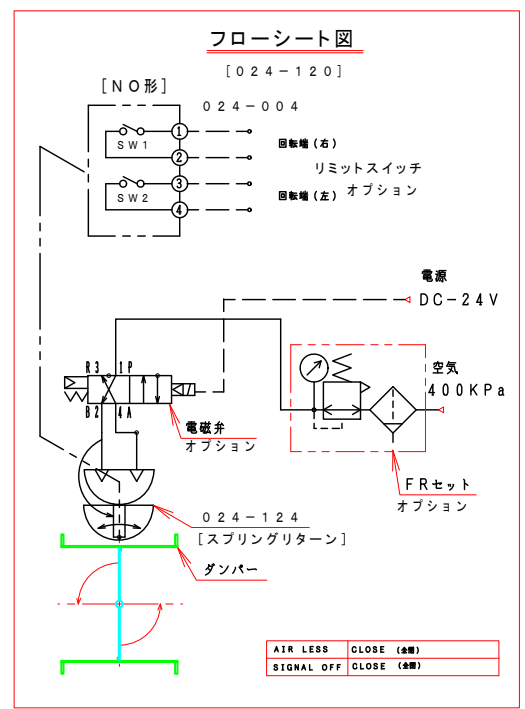 フローシート図
[024-120]
[NO形]
024-004
1
SW1
2
回転端(右)
リミットスイッチ
3
オプション
SW2
回転端(左)
4
電源
DC-24V
R3 1P
空気
400KPa
B2 4A
電磁弁
オプション
FRセット
オプション
024-124
[スプリングリターン]
ダンパー
AIR LESS CLOSE (全閉)
SIGNAL OFF CLOSE (全閉)